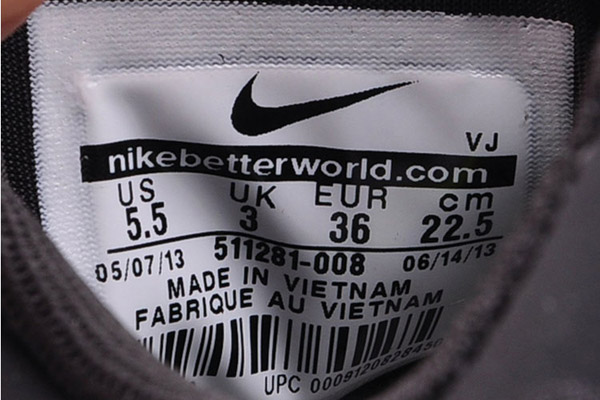 VJ
nikebetterworld.com
US UK EUR cm
5.5 3 36 22.5
05/07/13 511281-008 06/14/13
MADE IN VIETNAM
FABRIQUE AU VIETNAM
UPC